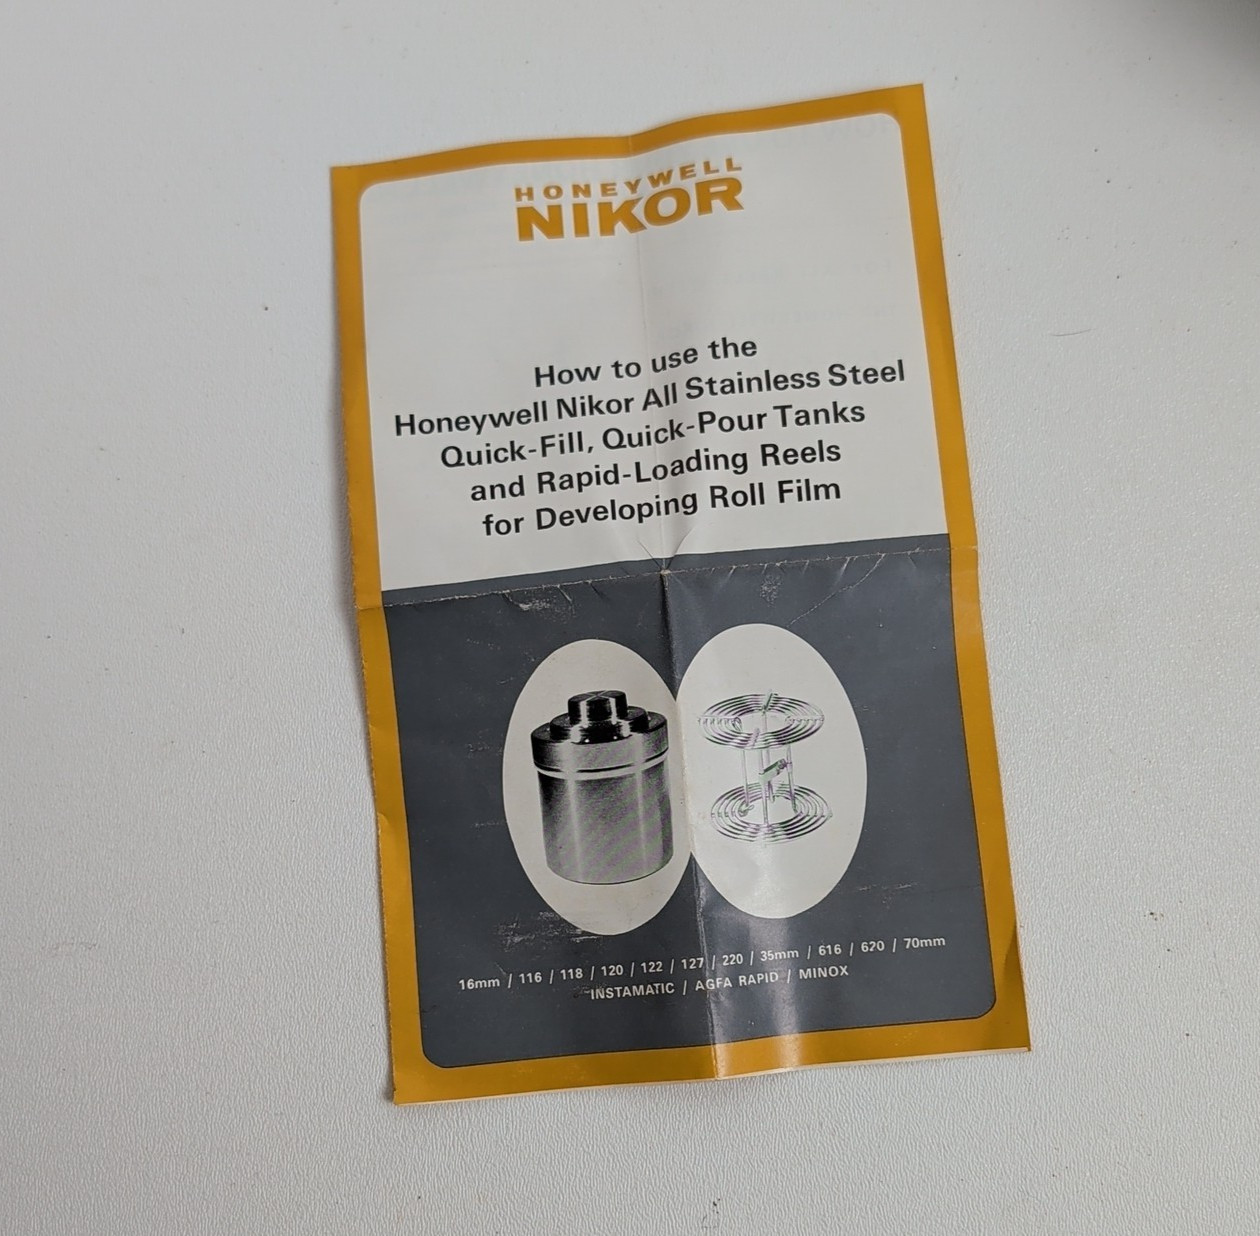 HONEYWELL
NIKOR
How to use the
Honeywell Nikor All Stainless Steel
Quick-Fill, Quick-Pour Tanks
and Rapid-Loading Reels
for Developing Roll Film
16mm / 116 / 118 / 120 / 122 / 127 / 220 / 35mm / 616 / 620 / 70mm
INSTAMATIC / AGFA RAPID / MINOX